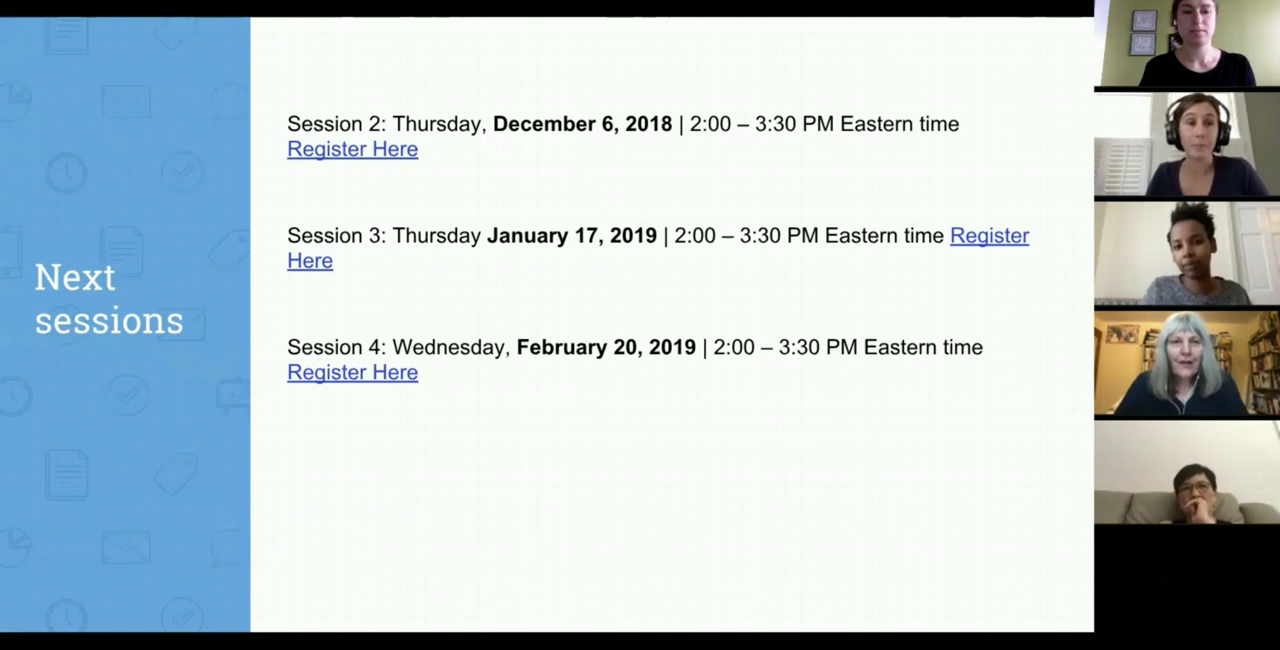 Next
sessions
Session 2: Thursday, December 6, 2018 | 2:00 – 3:30 PM Eastern time
Register Here
Session 3: Thursday January 17, 2019 | 2:00 – 3:30 PM Eastern time Register
Here
Session 4: Wednesday, February 20, 2019 | 2:00 – 3:30 PM Eastern time
Register Here